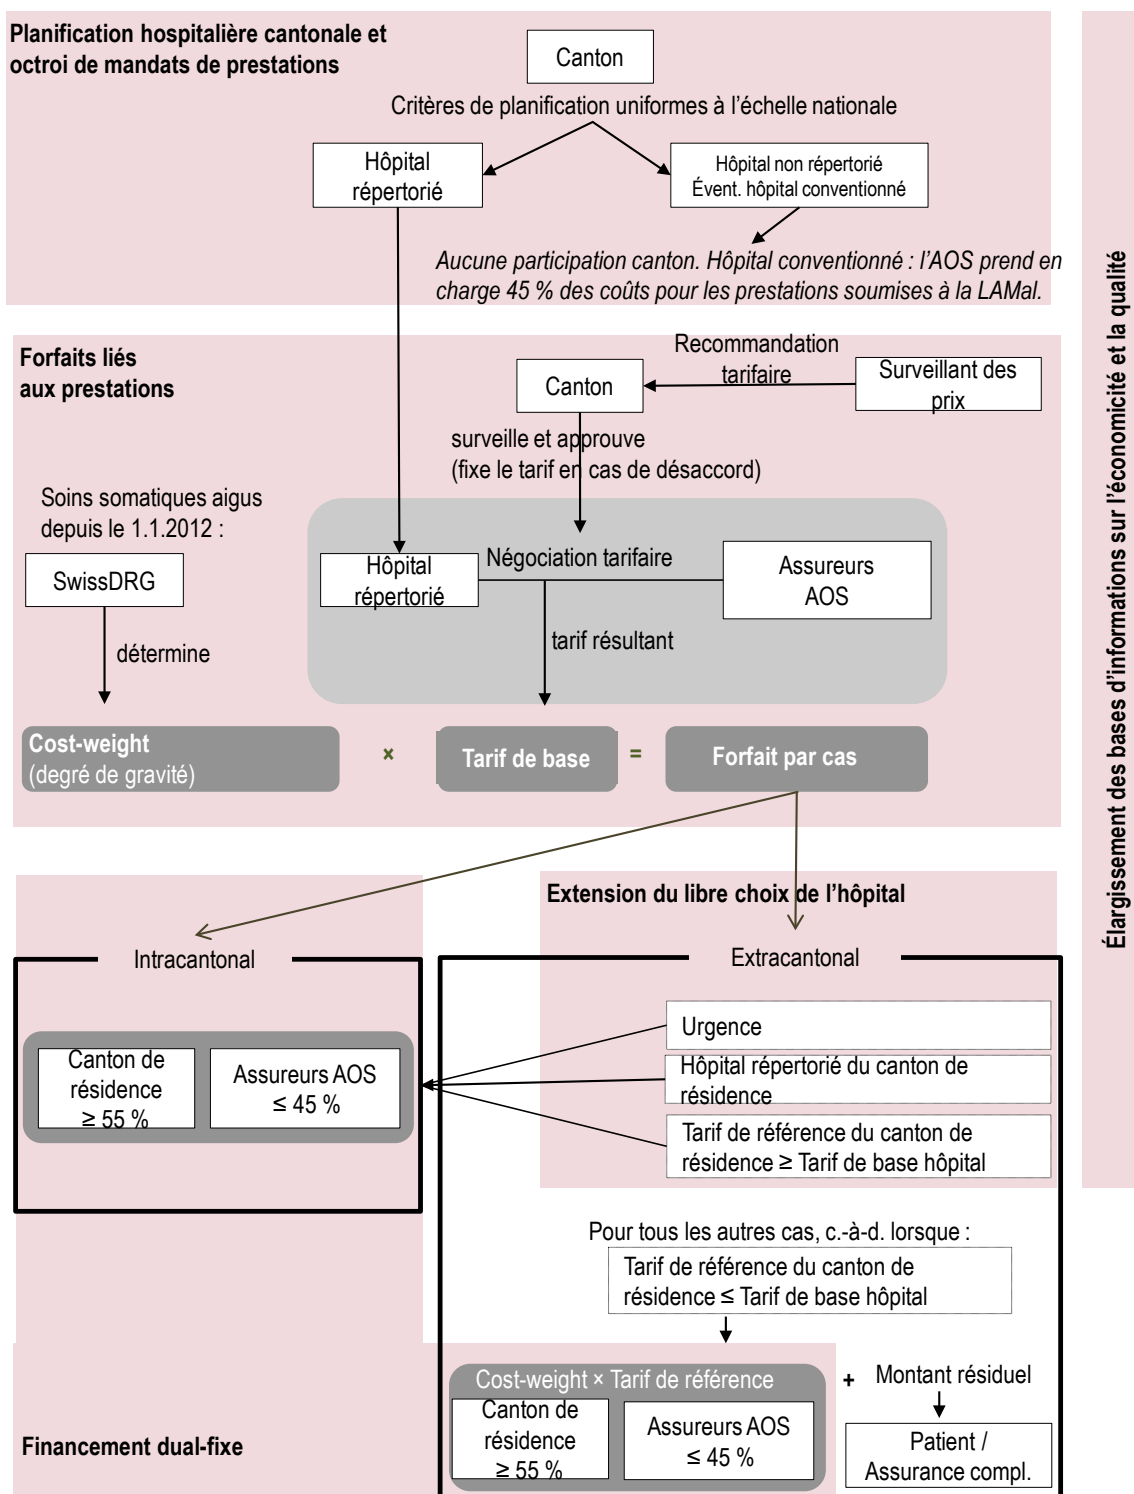 Planification hospitalière cantonale et
octroi de mandats de prestations
Canton
Critères de planification uniformes à l’échelle nationale
Hôpital
répertorié
Hôpital non répertorié
Évent. hôpital conventionné
Aucune participation canton. Hôpital conventionné : l’AOS prend en
charge 45 % des coûts pour les prestations soumises à la LAMal.
Forfaits liés
aux prestations
Recommandation
tarifaire
Canton
Surveillant des
prix
surveille et approuve
(fixe le tarif en cas de désaccord)
Soins somatiques aigus
depuis le 1.1.2012 :
SwissDRG
Hôpital
répertorié
Négociation tarifaire
Assureurs
AOS
détermine
tarif résultant
Cost-weight
(degré de gravité)
×
Tarif de base
=
Forfait par cas
Extension du libre choix de l’hôpital
Intracantonal
Extracantonal
Canton de
résidence
≥ 55 %
Assureurs AOS
≤ 45 %
Urgence
Hôpital répertorié du canton de
résidence
Tarif de référence du canton de
résidence ≥ Tarif de base hôpital
Pour tous les autres cas, c.-à-d. lorsque :
Tarif de référence du canton de
résidence ≤ Tarif de base hôpital
Cost-weight × Tarif de référence
Canton de
résidence
≥ 55 %
Assureurs AOS
≤ 45 %
+
Montant résiduel
Patient /
Assurance compl.
Financement dual-fixe
Élargissement des bases d’informations sur l’économicité et la qualité